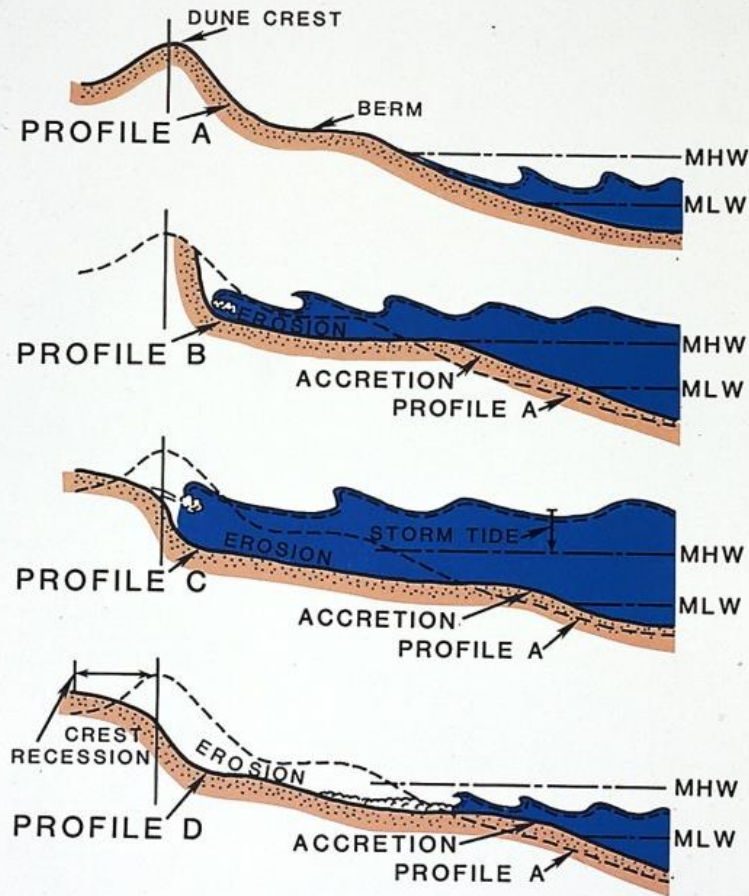 DUNE CREST
BERM
PROFILE A
MHW
MLW
EROSION
PROFILE B
MHW
ACCRETION
MLW
PROFILE A
STORM TIDE
EROSION
MHW
PROFILE C
MLW
ACCRETION
PROFILE A
CREST
RECESSION
EROSION
MHW
PROFILE D
MLW
ACCRETION
PROFILE A